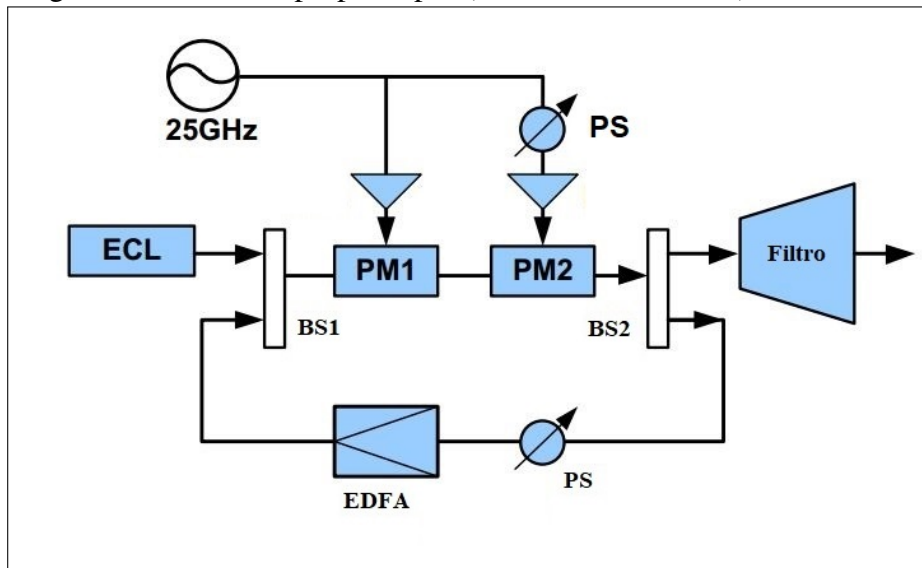 25GHz
PS
ECL
PM1
PM2
Filtro
BS1
BS2
EDFA
PS